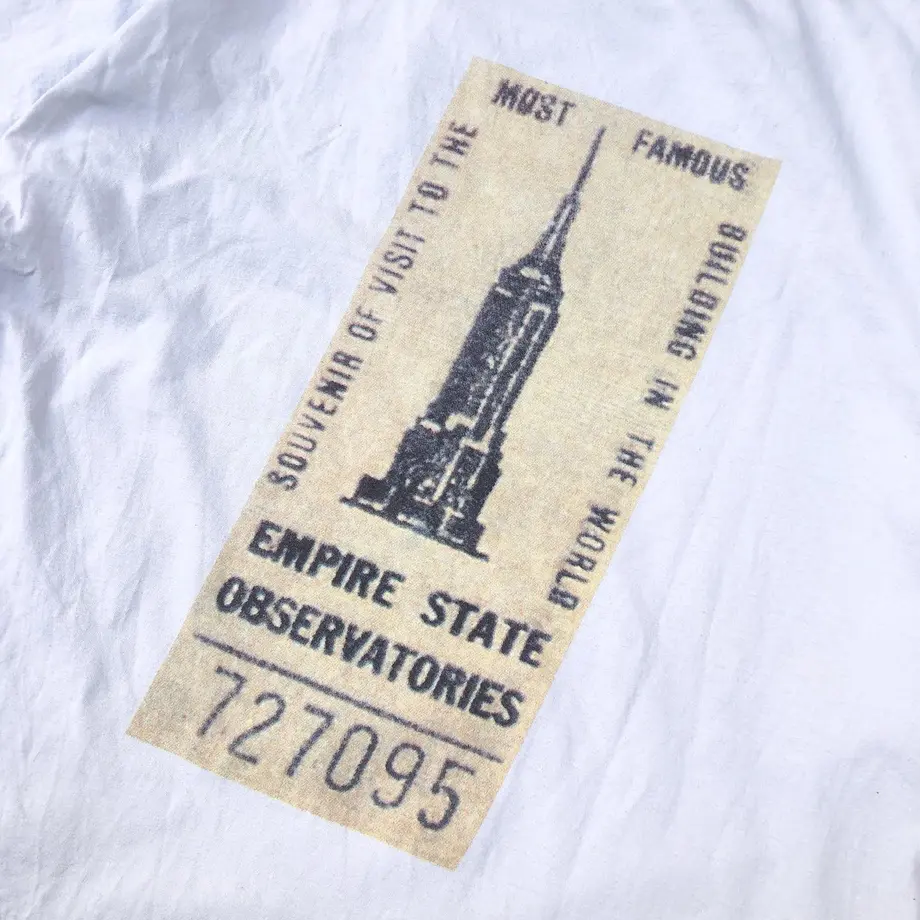 SOUVENIR OF VISIT TO THE
MOST FAMOUS
BUILDING IN THE WORLD
EMPIRE STATE
OBSERVATORIES
727095